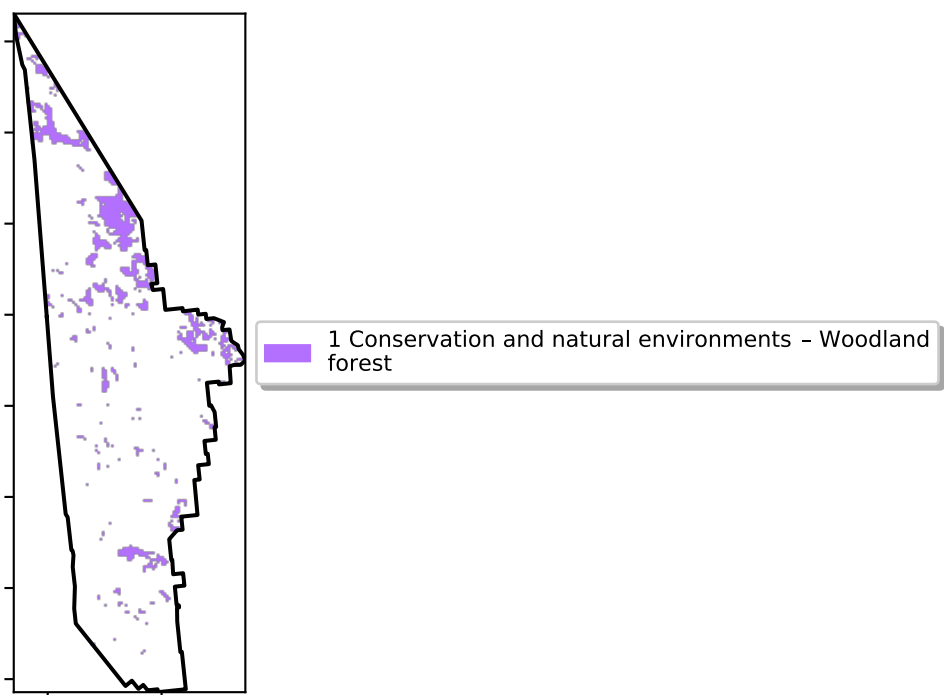 1 Conservation and natural environments – Woodland
forest